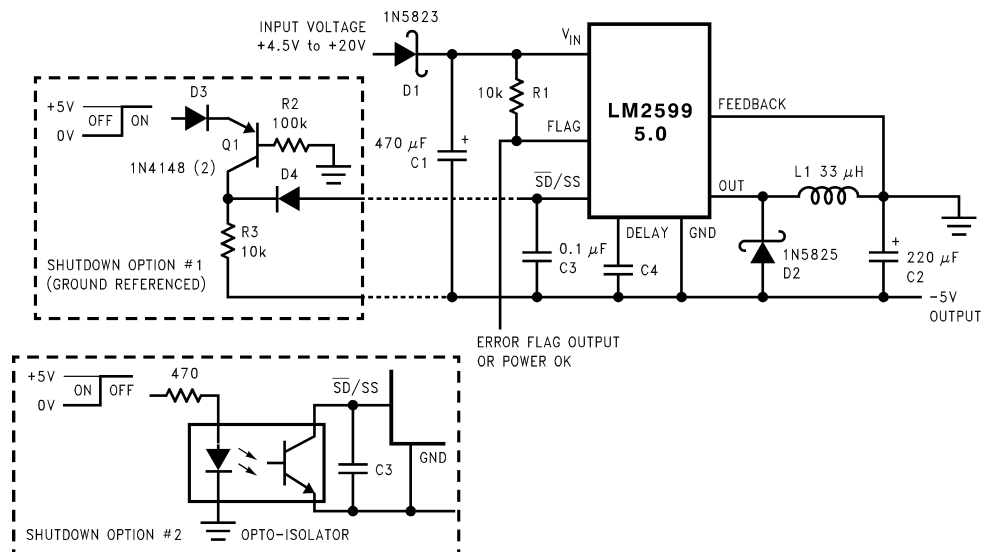 1N5823
INPUT VOLTAGE
+4.5V to +20V
D1
VIN
10k
R1
LM2599
5.0
FEEDBACK
FLAG
470 µF
C1
+
SD/SS
OUT
L1 33 µH
DELAY
GND
0.1 µF
C3
C4
1N5825
D2
+
220 µF
C2
-5V
OUTPUT
ERROR FLAG OUTPUT
OR POWER OK
+5V
0V
OFF
ON
D3
R2
100k
Q1
1N4148 (2)
D4
R3
10k
SHUTDOWN OPTION #1
(GROUND REFERENCED)
+5V
0V
ON
OFF
470
SD/SS
C3
GND
SHUTDOWN OPTION #2
OPTO-ISOLATOR